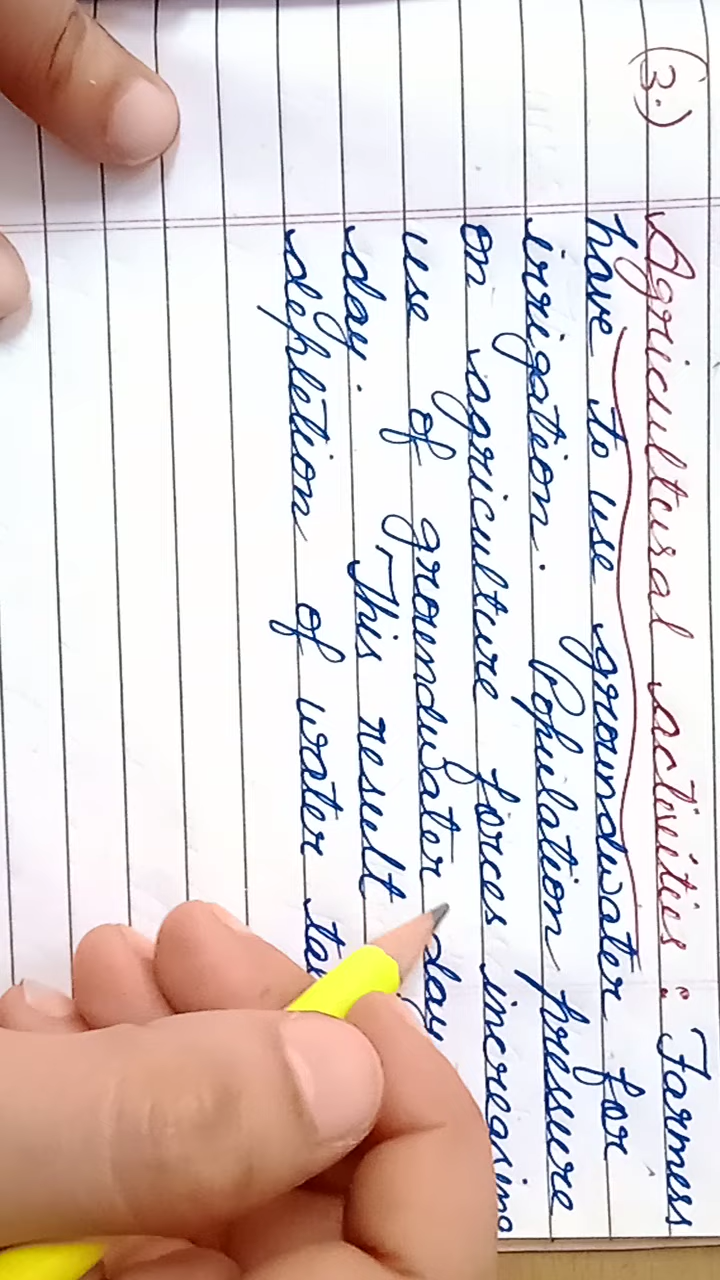 (3.) Agricultural activities: Farmess
have to use groundwater for
irrigation. Population pressure
on agriculture forces increasing
use of groundwater day
day. This result
depletion of water